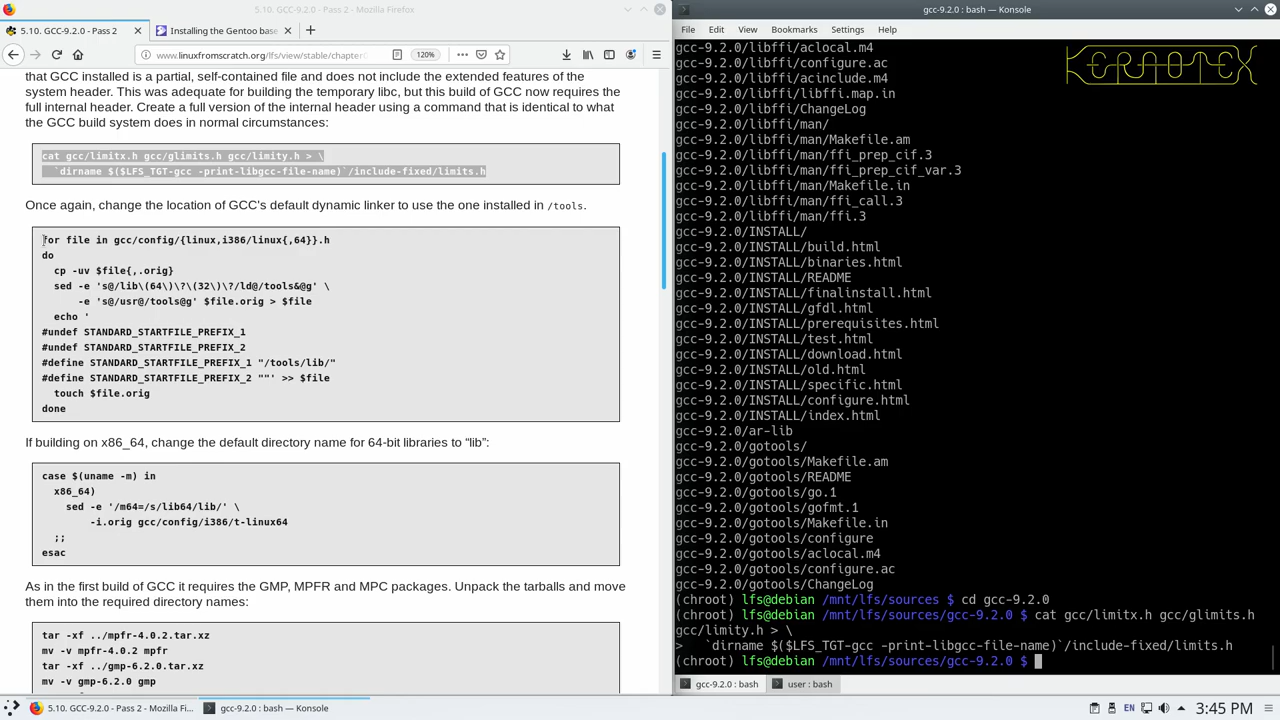 5.10. GCC-9.2.0 - Pass 2 - Mozilla Firefox
5.10. GCC-9.2.0 - Pass 2
Installing the Gentoo base
www.linuxfromscratch.org/lfs/view/stable/chapter
120%
that GCC installed is a partial, self-contained file and does not include the extended features of the
system header. This was adequate for building the temporary libc, but this build of GCC now requires the
full internal header. Create a full version of the internal header using a command that is identical to what
the GCC build system does in normal circumstances:
cat gcc/limitx.h gcc/glimits.h gcc/limity.h > \
`dirname $($LFS_TGT-gcc -print-libgcc-file-name)`/include-fixed/limits.h
Once again, change the location of GCC's default dynamic linker to use the one installed in /tools.
for file in gcc/config/{linux,i386/linux{,64}}.h
do
cp -uv $file{,.orig}
sed -e 's@/lib\(64\)\?\(32\)\?/ld@/tools&@g' \
-e 's@/usr@/tools@g' $file.orig > $file
echo '
#undef STANDARD_STARTFILE_PREFIX_1
#undef STANDARD_STARTFILE_PREFIX_2
#define STANDARD_STARTFILE_PREFIX_1 "/tools/lib/"
#define STANDARD_STARTFILE_PREFIX_2 ""' >> $file
touch $file.orig
done
If building on x86_64, change the default directory name for 64-bit libraries to “lib”:
case $(uname -m) in
x86_64)
sed -e '/m64=/s/lib64/lib/' \
-i.orig gcc/config/i386/t-linux64
;;
esac
As in the first build of GCC it requires the GMP, MPFR and MPC packages. Unpack the tarballs and move
them into the required directory names:
tar -xf ../mpfr-4.0.2.tar.xz
mv -v mpfr-4.0.2 mpfr
tar -xf ../gmp-6.2.0.tar.xz
mv -v gmp-6.2.0 gmp
gcc-9.2.0 : bash — Konsole
File Edit View Bookmarks Settings Help
gcc-9.2.0/libffi/aclocal.m4
gcc-9.2.0/libffi/configure.ac
gcc-9.2.0/libffi/acinclude.m4
gcc-9.2.0/libffi/libffi.map.in
gcc-9.2.0/libffi/ChangeLog
gcc-9.2.0/libffi/man/
gcc-9.2.0/libffi/man/Makefile.am
gcc-9.2.0/libffi/man/ffi_prep_cif.3
gcc-9.2.0/libffi/man/ffi_prep_cif_var.3
gcc-9.2.0/libffi/man/Makefile.in
gcc-9.2.0/libffi/man/ffi_call.3
gcc-9.2.0/libffi/man/ffi.3
gcc-9.2.0/INSTALL/
gcc-9.2.0/INSTALL/build.html
gcc-9.2.0/INSTALL/binaries.html
gcc-9.2.0/INSTALL/README
gcc-9.2.0/INSTALL/finalinstall.html
gcc-9.2.0/INSTALL/gfdl.html
gcc-9.2.0/INSTALL/prerequisites.html
gcc-9.2.0/INSTALL/test.html
gcc-9.2.0/INSTALL/download.html
gcc-9.2.0/INSTALL/old.html
gcc-9.2.0/INSTALL/specific.html
gcc-9.2.0/INSTALL/configure.html
gcc-9.2.0/INSTALL/index.html
gcc-9.2.0/ar-lib
gcc-9.2.0/gotools/
gcc-9.2.0/gotools/Makefile.am
gcc-9.2.0/gotools/README
gcc-9.2.0/gotools/go.1
gcc-9.2.0/gotools/gofmt.1
gcc-9.2.0/gotools/Makefile.in
gcc-9.2.0/gotools/configure
gcc-9.2.0/gotools/aclocal.m4
gcc-9.2.0/gotools/configure.ac
gcc-9.2.0/gotools/ChangeLog
(chroot) lfs@debian /mnt/lfs/sources $ cd gcc-9.2.0
(chroot) lfs@debian /mnt/lfs/sources/gcc-9.2.0 $ cat gcc/limitx.h gcc/glimits.h
gcc/limity.h > \
> `dirname $($LFS_TGT-gcc -print-libgcc-file-name)`/include-fixed/limits.h
(chroot) lfs@debian /mnt/lfs/sources/gcc-9.2.0 $
gcc-9.2.0 : bash
user : bash
5.10. GCC-9.2.0 - Pass 2 - Mozilla Fi...
gcc-9.2.0 : bash — Konsole
EN
3:45 PM